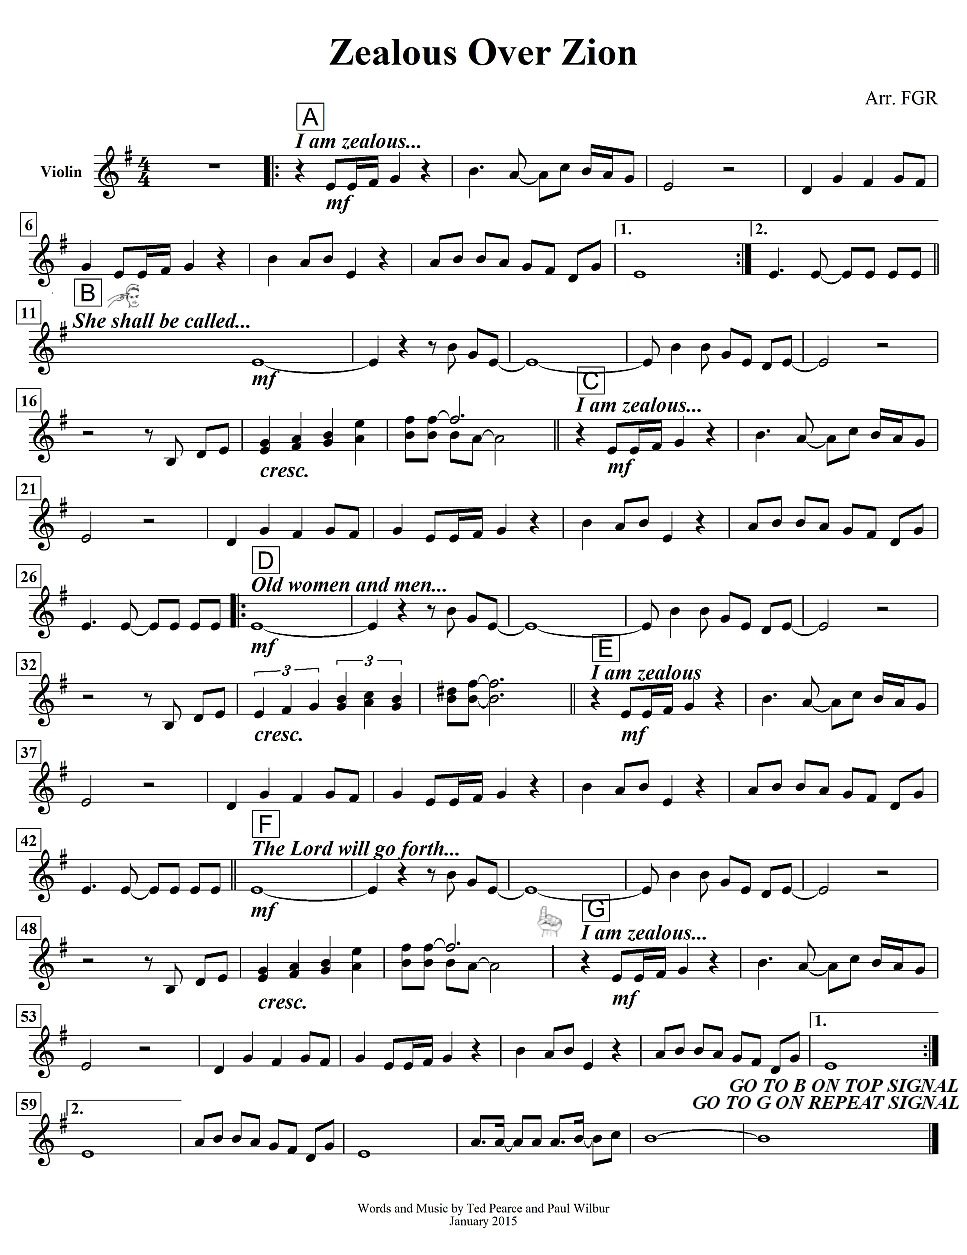 Zealous Over Zion
Arr. FGR
A
I am zealous...
Violin
mf
6
1.
2.
B
She shall be called...
11
mf
C
I am zealous...
16
cresc.
mf
21
D
Old women and men...
26
mf
E
I am zealous
32
3
3
cresc.
mf
37
F
The Lord will go forth...
42
mf
G
I am zealous...
48
cresc.
mf
53
1.
GO TO B ON TOP SIGNAL
GO TO G ON REPEAT SIGNAL
59
2.
Words and Music by Ted Pearce and Paul Wilbur
January 2015